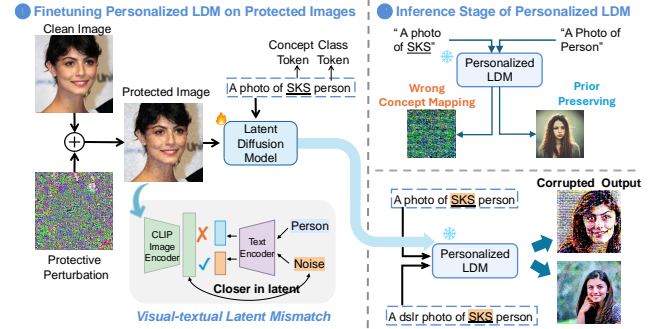 Finetuning Personalized LDM on Protected Images
Clean Image
Concept Class
Token Token
Protected Image
A photo of SKS person
Latent
Diffusion
Model
Protective
Perturbation
CLIP
Image
Encoder
Text
Encoder
Person
Noise
Closer in latent
Visual-textual Latent Mismatch
Inference Stage of Personalized LDM
“ A photo
of SKS”
“A Photo of
Person”
Personalized
LDM
Wrong
Concept Mapping
Prior
Preserving
A photo of SKS person
Corrupted Output
Personalized
LDM
A dslr photo of SKS person